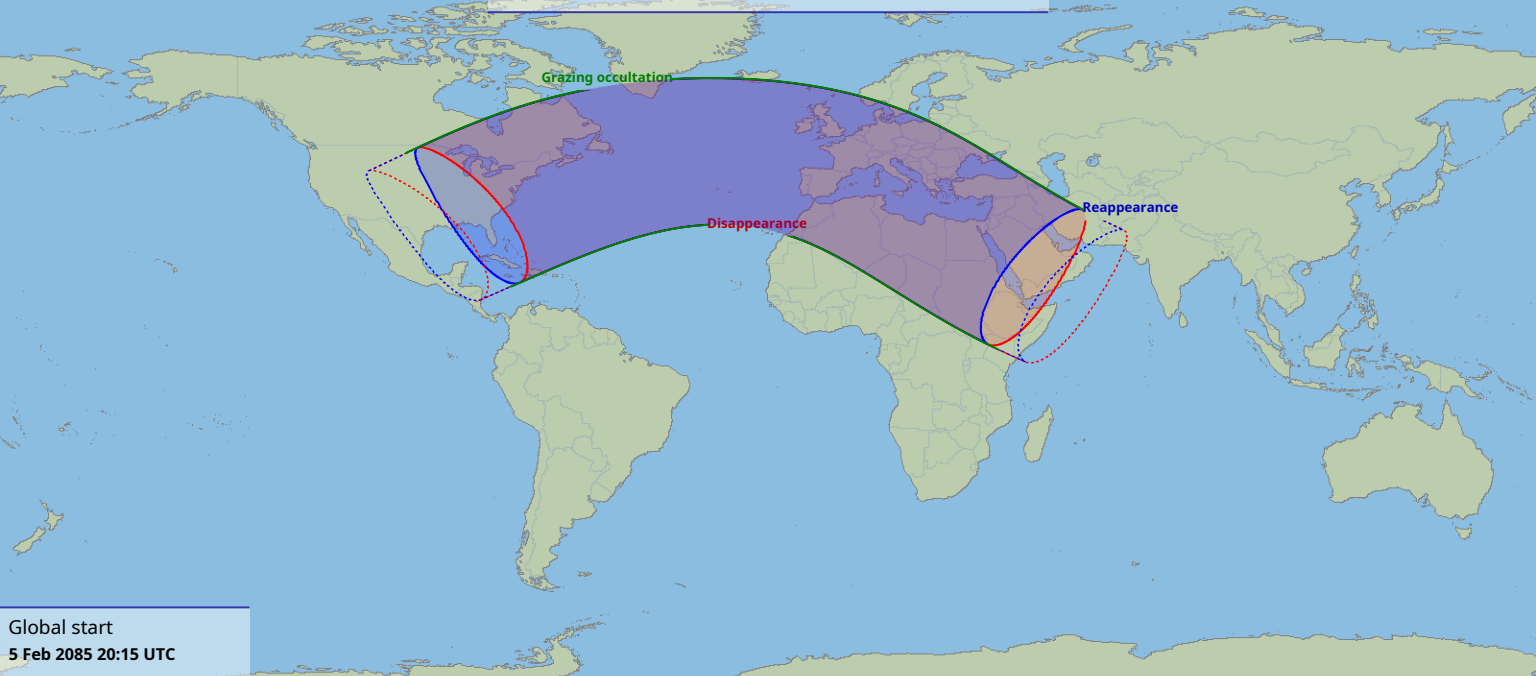 Grazing occultation
Reappearance
Disappearance
Global start
5 Feb 2085 20:15 UTC